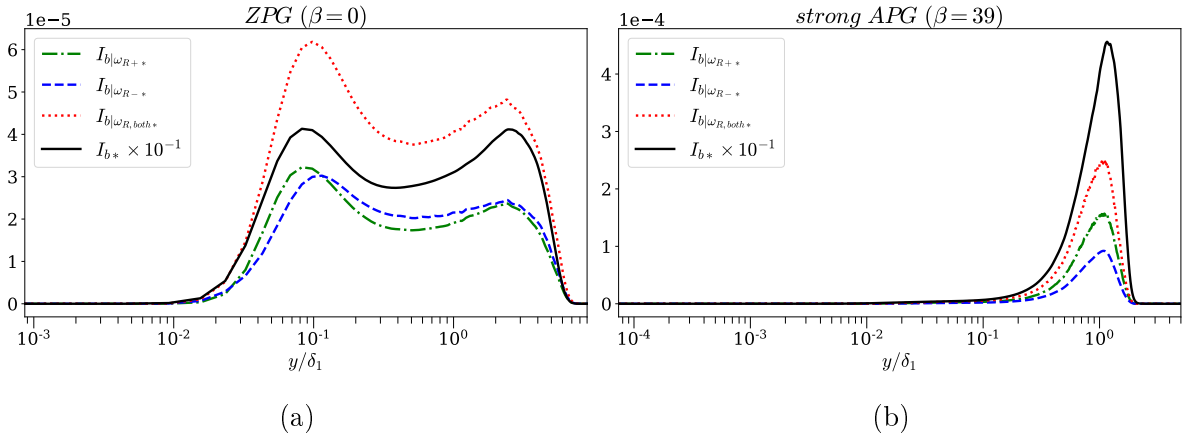 ZPG (β=0)
1e−5
I_{b|ω_{R+*}}
I_{b|ω_{R−*}}
I_{b|ω_{R,both*}}
I_{b*} × 10^{−1}
6
5
4
3
2
1
0
10^{−3} 10^{−2} 10^{−1} 10^{0}
y/δ_1
(a)
strong APG (β=39)
1e−4
I_{b|ω_{R+*}}
I_{b|ω_{R−*}}
I_{b|ω_{R,both*}}
I_{b*} × 10^{−1}
4
3
2
1
0
10^{−4} 10^{−3} 10^{−2} 10^{−1} 10^{0}
y/δ_1
(b)